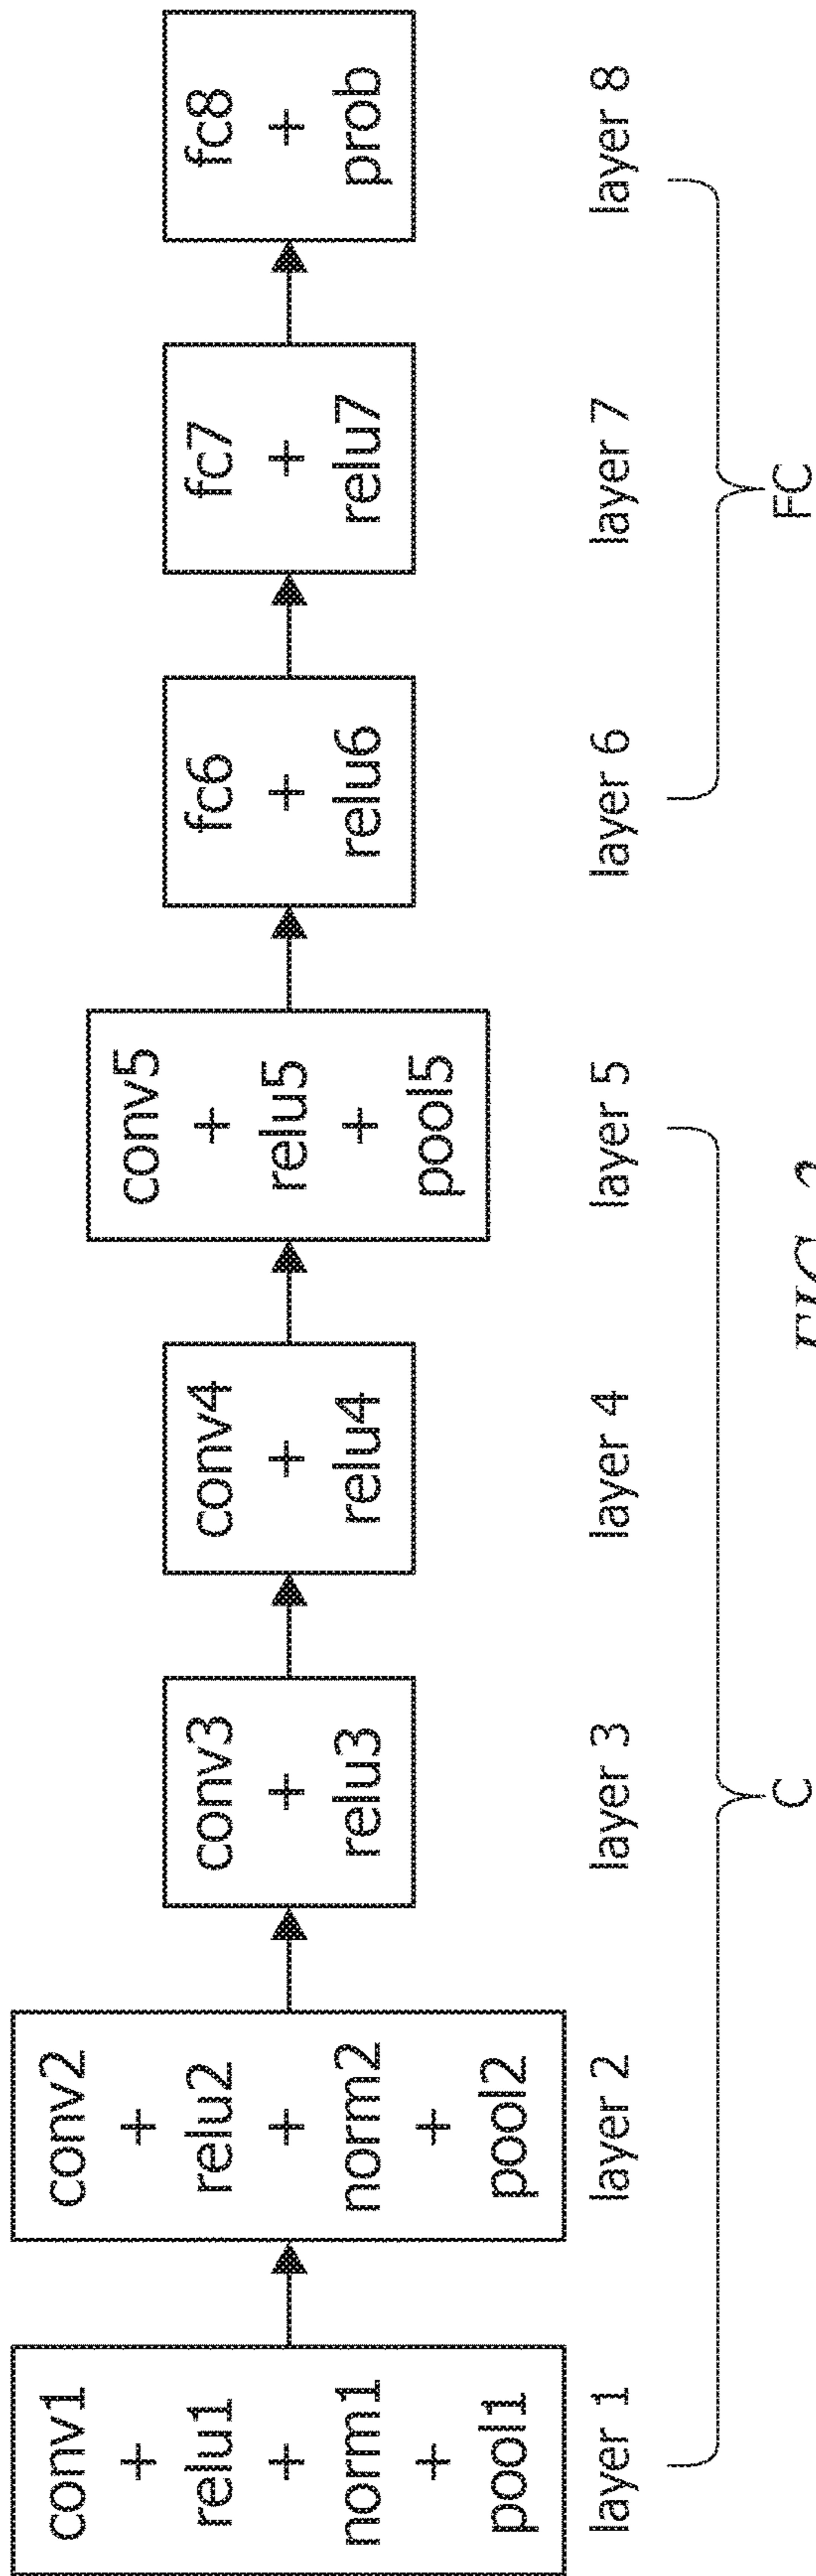 conv1
+
relu1
+
norm1
+
pool1
layer 1
conv2
+
relu2
+
norm2
+
pool2
layer 2
conv3
+
relu3
layer 3
conv4
+
relu4
layer 4
conv5
+
relu5
+
pool5
layer 5
fc6
+
relu6
layer 6
fc7
+
relu7
layer 7
fc8
+
prob
layer 8
C
FC